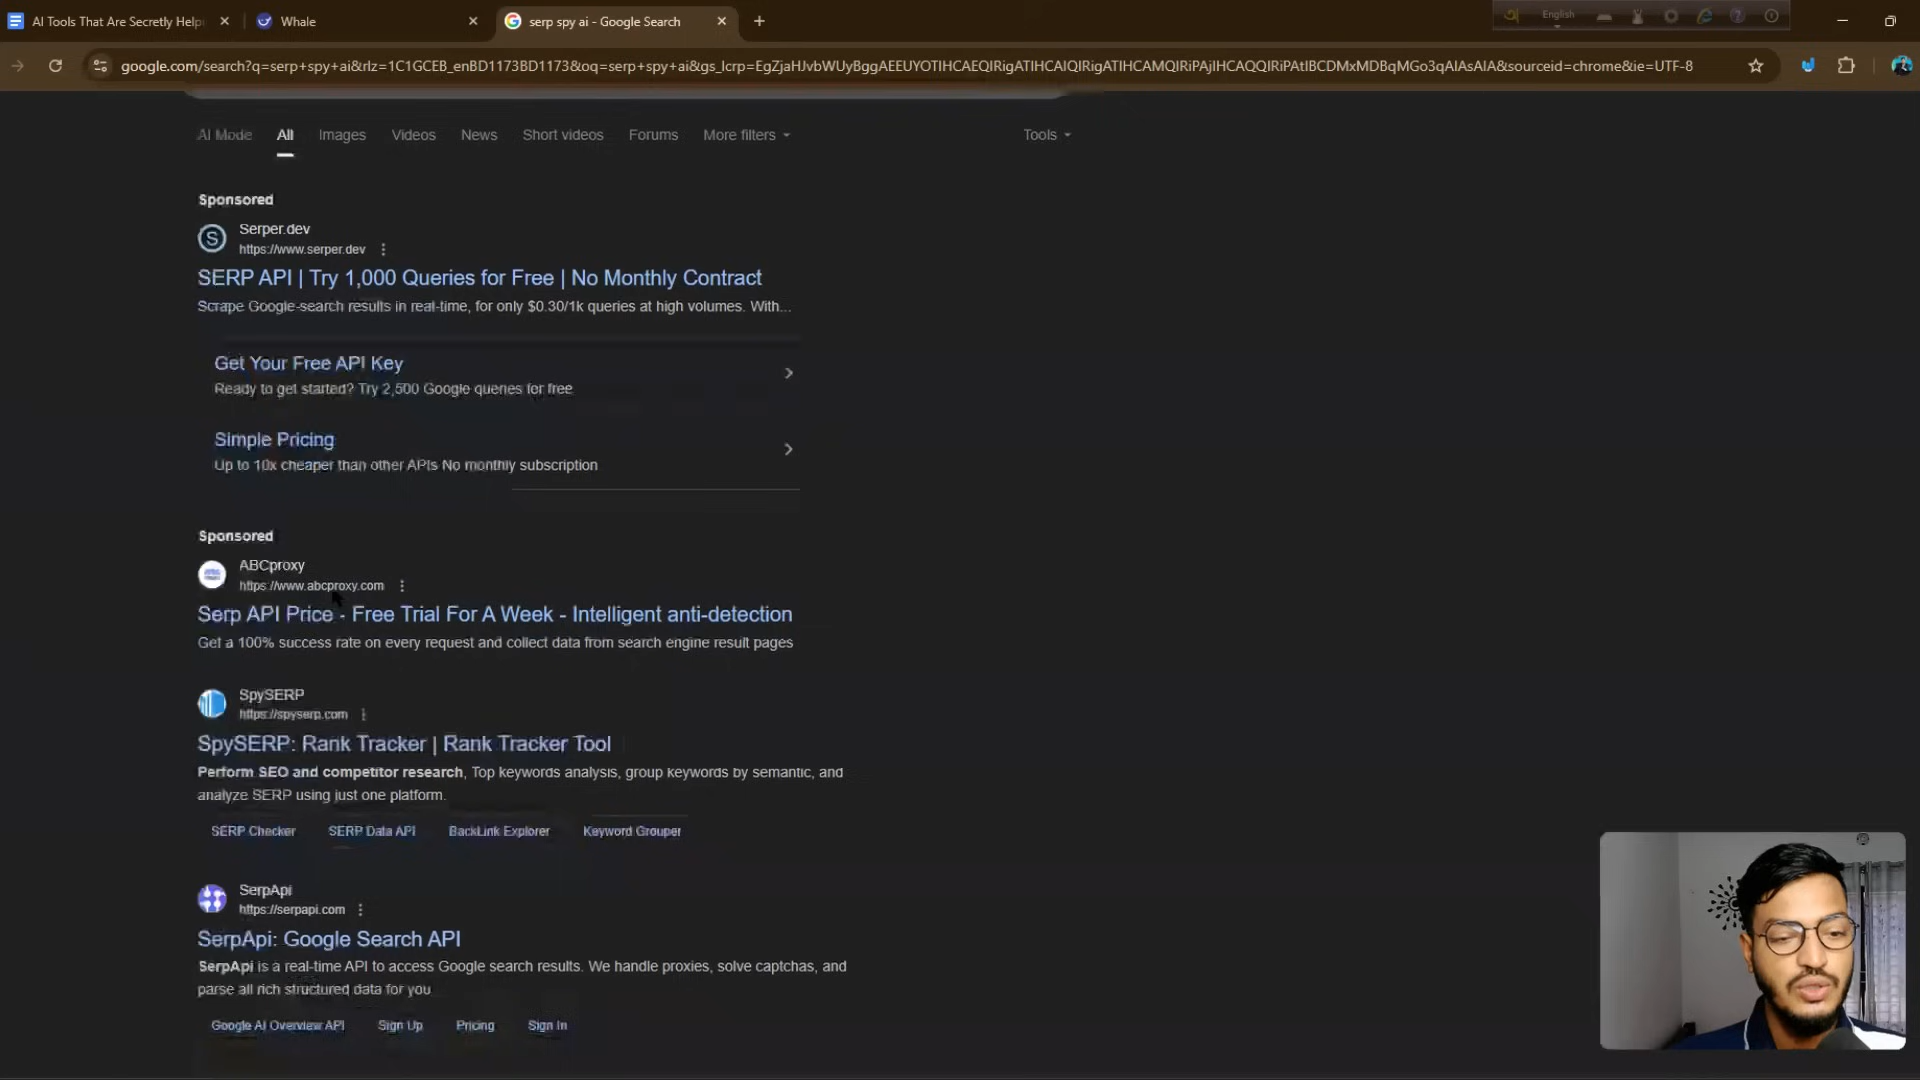 AI Tools That Are Secretly Help
Whale
serp spy ai - Google Search
English
google.com/search?q=serp+spy+ai&rlz=1C1GCEB_enBD1173BD1173&oq=serp+spy+ai&gs_lcrp=EgZjaHJvbWUyBggAEEUYOTIHCAEQIRigATIHCAIQIRigATIHCAMQIRiPAjIHCAQQIRiPAtIBCDMxMDBqMGo3qAIAsAIA&sourceid=chrome&ie=UTF-8
AI Mode
All
Images
Videos
News
Short videos
Forums
More filters
Tools
Sponsored
Serper.dev
https://www.serper.dev
SERP API | Try 1,000 Queries for Free | No Monthly Contract
Scrape Google-search results in real-time, for only $0.30/1k queries at high volumes. With...
Get Your Free API Key
Ready to get started? Try 2,500 Google queries for free
Simple Pricing
Up to 10x cheaper than other APIs No monthly subscription
Sponsored
ABCproxy
https://www.abcproxy.com
Serp API Price - Free Trial For A Week - Intelligent anti-detection
Get a 100% success rate on every request and collect data from search engine result pages
SpySERP
https://spyserp.com
SpySERP: Rank Tracker | Rank Tracker Tool
Perform SEO and competitor research, Top keywords analysis, group keywords by semantic, and
analyze SERP using just one platform.
SERP Checker
SERP Data API
BackLink Explorer
Keyword Grouper
SerpApi
https://serpapi.com
SerpApi: Google Search API
SerpApi is a real-time API to access Google search results. We handle proxies, solve captchas, and
parse all rich structured data for you
Google AI Overview API
Sign Up
Pricing
Sign In